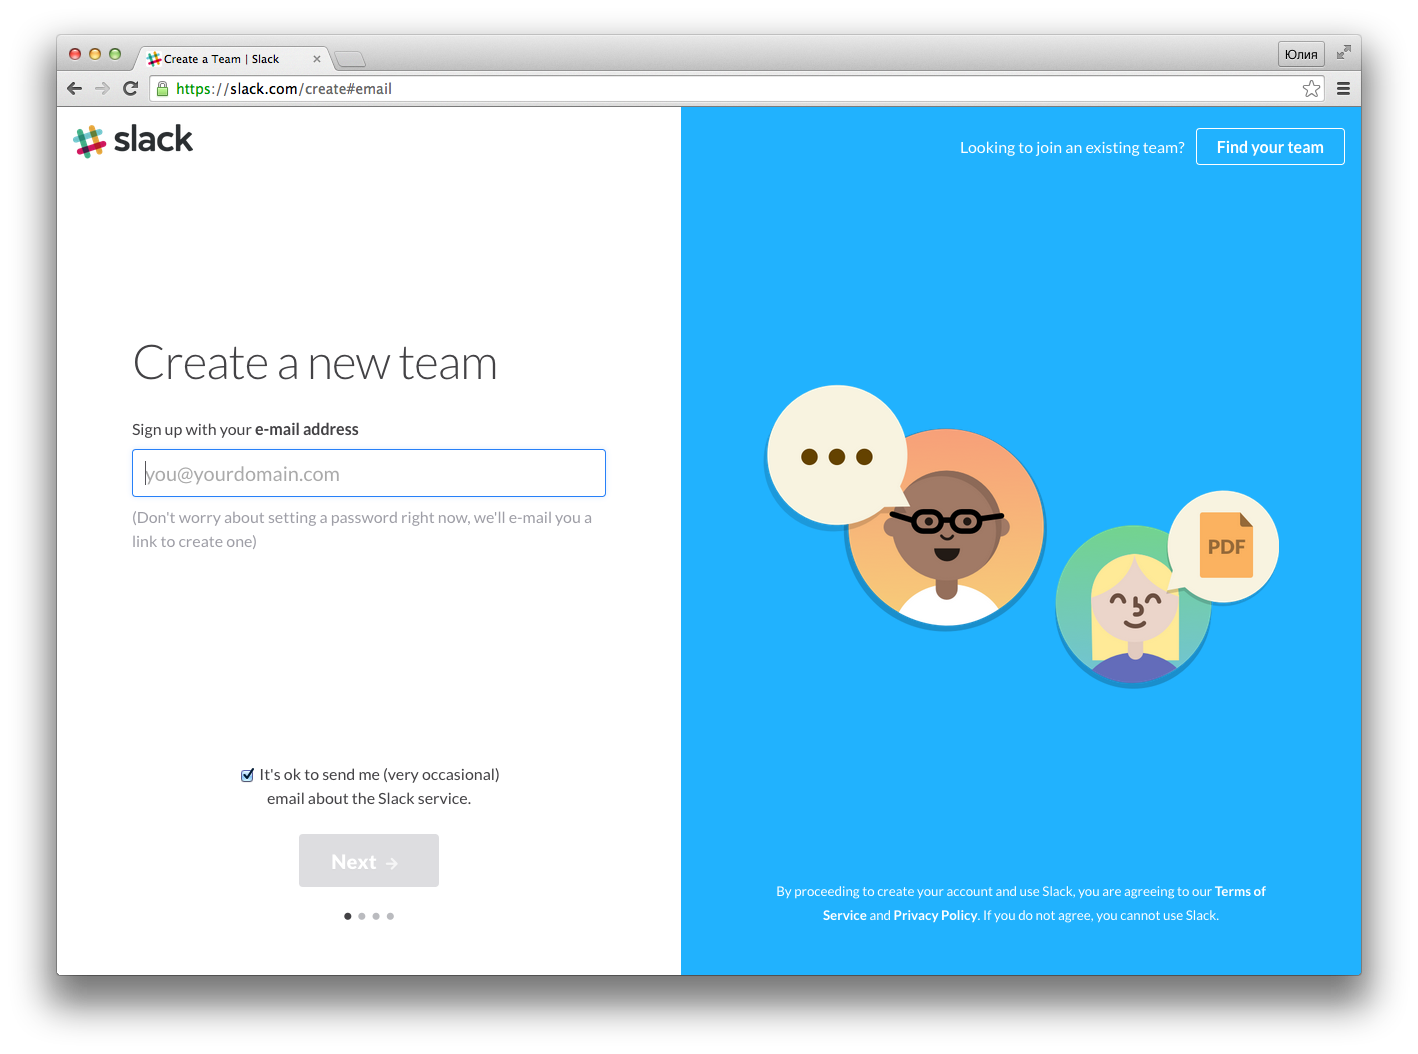 Create a Team | Slack
Юлия
https://slack.com/create#email
slack
Looking to join an existing team? Find your team
Create a new team
Sign up with your e-mail address
you@yourdomain.com
(Don't worry about setting a password right now, we'll e-mail you a
link to create one)
PDF
It's ok to send me (very occasional)
email about the Slack service.
Next →
By proceeding to create your account and use Slack, you are agreeing to our Terms of
Service and Privacy Policy. If you do not agree, you cannot use Slack.